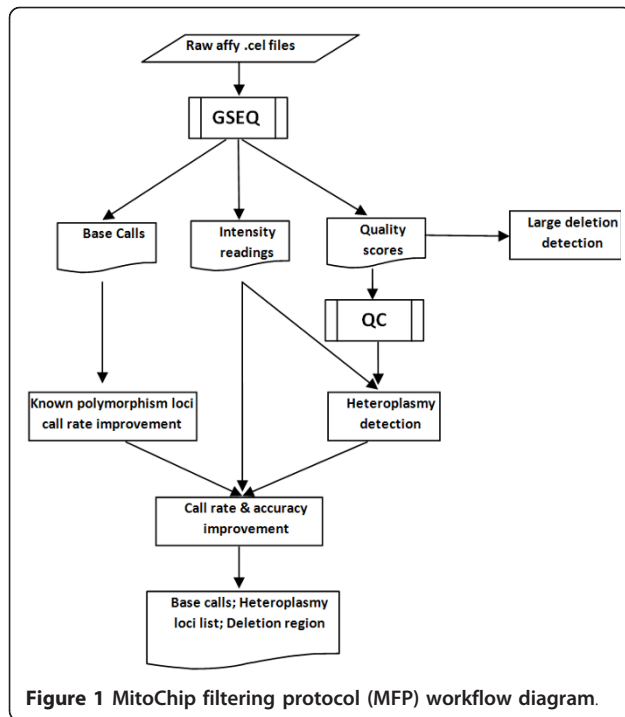 Raw affy .cel files
GSEQ
Base Calls
Intensity
readings
Quality
scores
Large deletion
detection
QC
Known polymorphism loci
call rate improvement
Heteroplasmy
detection
Call rate & accuracy
improvement
Base calls; Heteroplasmy
loci list; Deletion region
Figure 1 MitoChip filtering protocol (MFP) workflow diagram.